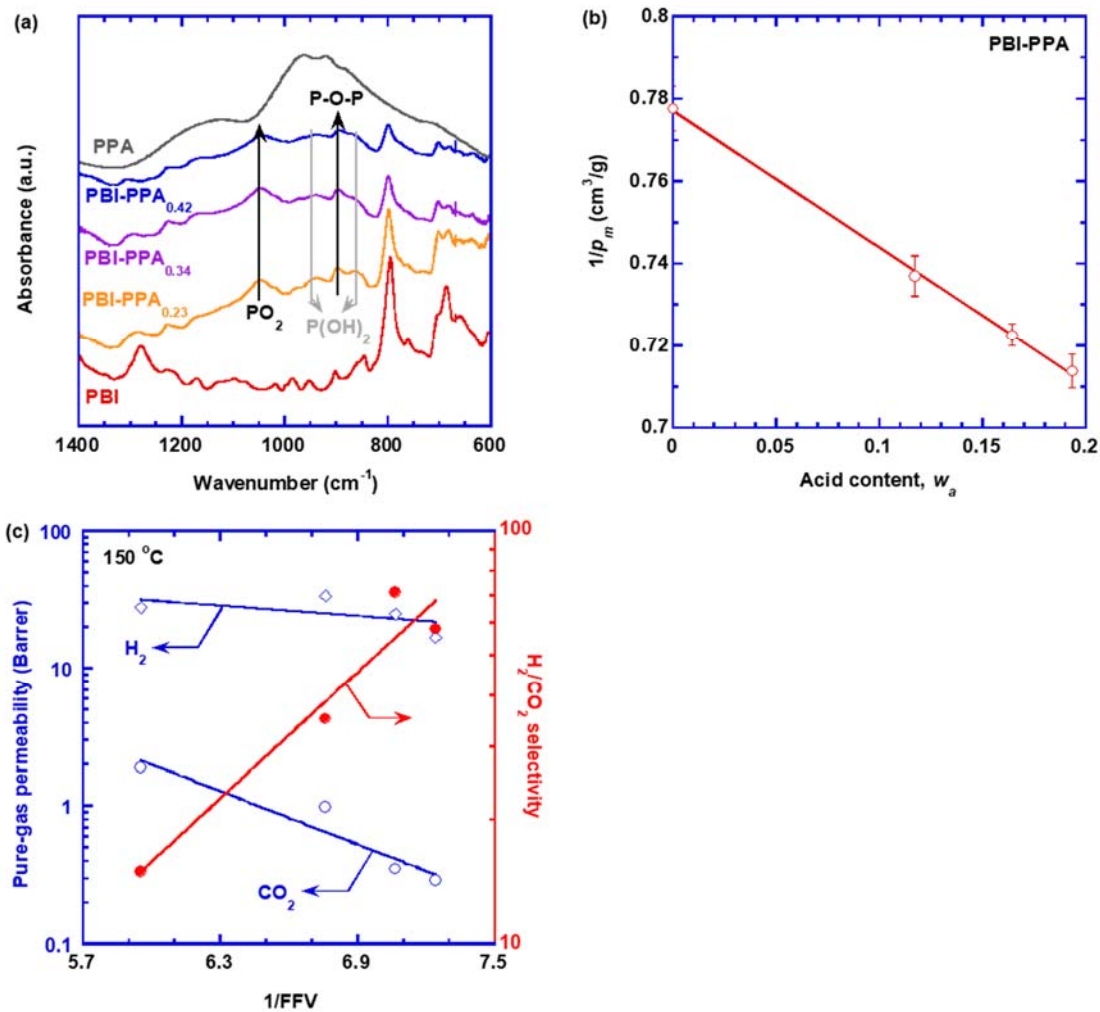 (a)
P-O-P
PPA
PBI-PPA0.42
PBI-PPA0.34
PBI-PPA0.23
PO2
P(OH)2
PBI
Absorbance (a.u.)
1400 1200 1000 800 600
Wavenumber (cm-1)
(b)
PBI-PPA
0.8
0.78
0.76
0.74
0.72
0.7
1/pm (cm3/g)
0 0.05 0.1 0.15 0.2
Acid content, wa
(c)
150 oC
100
10
1
0.1
Pure-gas permeability (Barrer)
H2
CO2
100
10
H2/CO2 selectivity
5.7 6.3 6.9 7.5
1/FFV